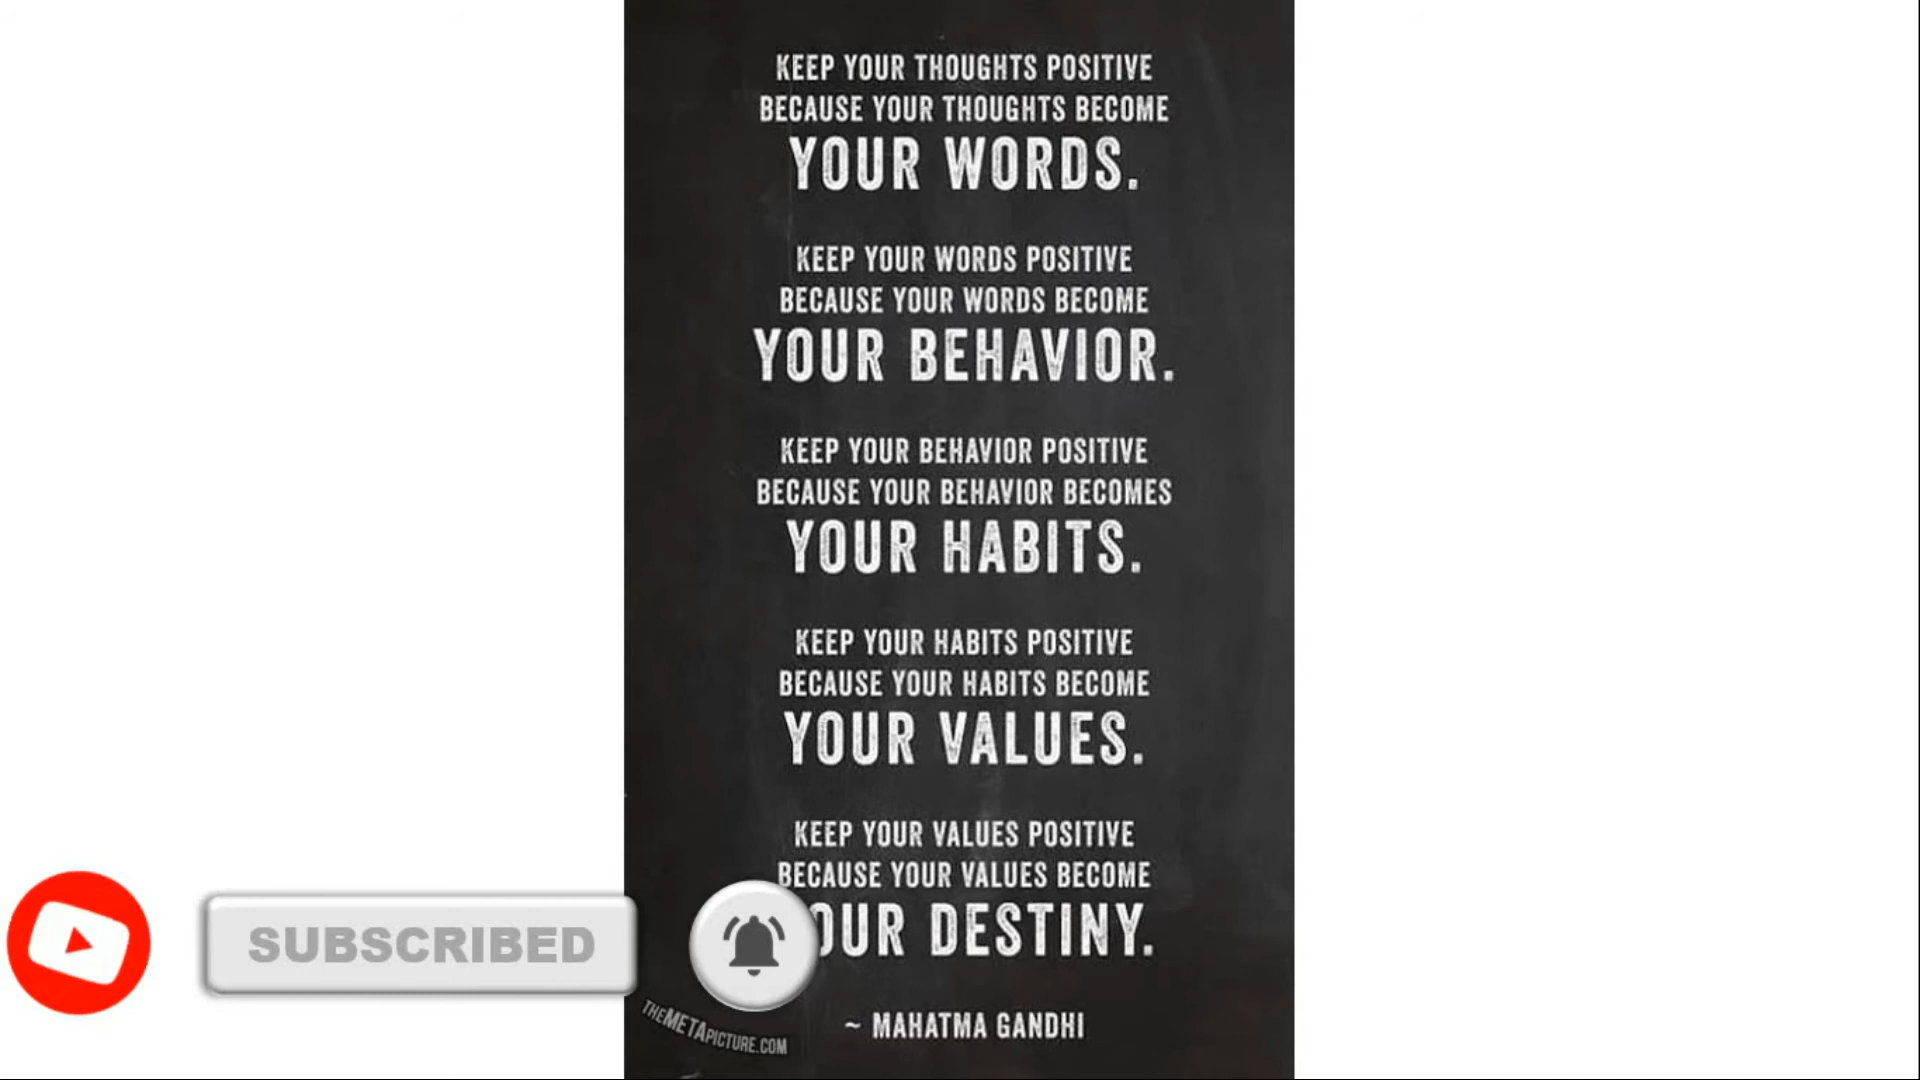 KEEP YOUR THOUGHTS POSITIVE
BECAUSE YOUR THOUGHTS BECOME
YOUR WORDS.
KEEP YOUR WORDS POSITIVE
BECAUSE YOUR WORDS BECOME
YOUR BEHAVIOR.
KEEP YOUR BEHAVIOR POSITIVE
BECAUSE YOUR BEHAVIOR BECOMES
YOUR HABITS.
KEEP YOUR HABITS POSITIVE
BECAUSE YOUR HABITS BECOME
YOUR VALUES.
KEEP YOUR VALUES POSITIVE
BECAUSE YOUR VALUES BECOME
OUR DESTINY.
~ MAHATMA GANDHI
SUBSCRIBED
THEMETAPICTURE.COM